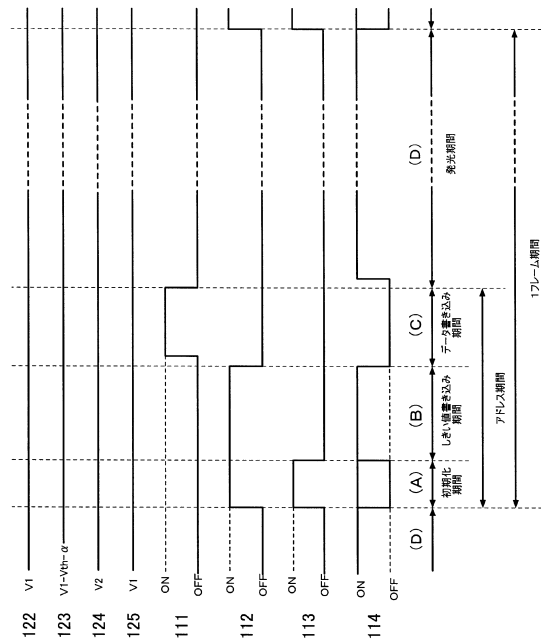 122 V1
123 V1-Vth-α
124 V2
125 V1
111 ON OFF
112 ON OFF
113 ON OFF
114 ON OFF
(D) (A) (B) (C) (D)
初期化期間
しきい値書き込み期間
データ書き込み期間
発光期間
アドレス期間
1フレーム期間